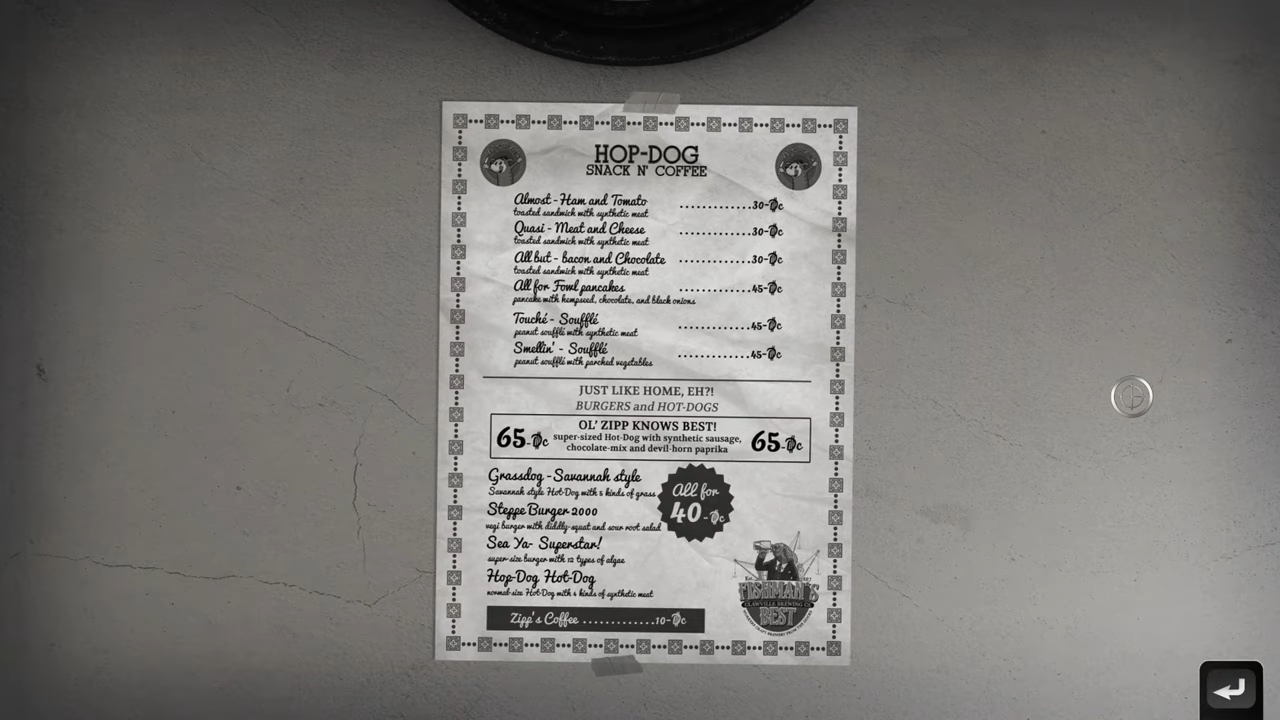 HOP-DOG
SNACK N' COFFEE
Almost - Ham and Tomato ............30-
toasted sandwich with synthetic meat
Quasi - Meat and Cheese ............30-
toasted sandwich with synthetic meat
All but - bacon and Chocolate ............30-
toasted sandwich with synthetic meat
All for Fowl pancakes ............45-
pancake with hempseed, chocolate, and black onions
Touché - Soufflé ............45-
peanut soufflé with synthetic meat
Smellin' - Soufflé ............45-
peanut soufflé with parched vegetables
JUST LIKE HOME, EH?!
BURGERS and HOT-DOGS
OL' ZIPP KNOWS BEST!
65- super-sized Hot-Dog with synthetic sausage, 65-
chocolate-mix and devil-horn paprika
Grassdog - Savannah style
Savannah style Hot-Dog with 5 kinds of grass
All for
40-
Steppe Burger 2000
vegi burger with diddly-squat and sour root salad
Sea Ya- Superstar!
super-size burger with 12 types of algae
Hop-Dog Hot-Dog
normal-size Hot-Dog with 4 kinds of synthetic meat
Zipp's Coffee .............10-
FISHMAN'S
CLAWVILLE BREWING CO.
BEST